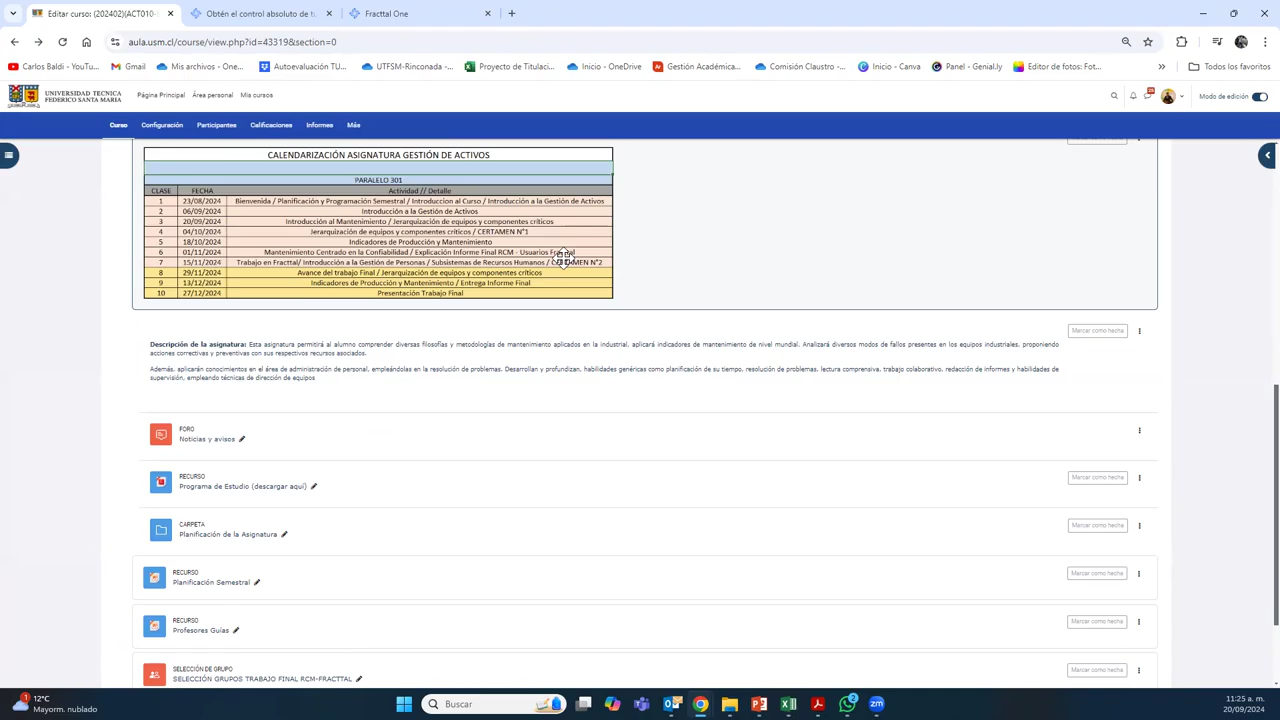 Editar curso: (202402)(ACT010-
Obtén el control absoluto de tu
Fracttal One
aula.usm.cl/course/view.php?id=43319&section=0
Carlos Baldi - YouTu...
Gmail
Mis archivos - One...
Autoevaluación TU...
UTFSM-Rinconada -...
Proyecto de Titulaci...
Inicio - OneDrive
Gestión Académica...
Comisión Claustro -...
Inicio - Canva
Panel - Genial.ly
Editor de fotos: Fot...
Todos los favoritos
UNIVERSIDAD TECNICA
FEDERICO SANTA MARIA
Página Principal
Área personal
Mis cursos
Modo de edición
Curso
Configuración
Participantes
Calificaciones
Informes
Más
CALENDARIZACIÓN ASIGNATURA GESTIÓN DE ACTIVOS
PARALELO 301
CLASE FECHA Actividad // Detalle
1 23/08/2024 Bienvenida / Planificación y Programación Semestral / Introduccion al Curso / Introducción a la Gestión de Activos
2 06/09/2024 Introducción a la Gestión de Activos
3 20/09/2024 Introducción al Mantenimiento / Jerarquización de equipos y componentes críticos
4 04/10/2024 Jerarquización de equipos y componentes críticos / CERTAMEN N°1
5 18/10/2024 Indicadores de Producción y Mantenimiento
6 01/11/2024 Mantenimiento Centrado en la Confiabilidad / Explicación Informe Final RCM - Usuarios
7 15/11/2024 Trabajo en Fracttal/ Introducción a la Gestión de Personas / Subsistemas de Recursos Humanos / CERTAMEN N°2
8 29/11/2024 Avance del trabajo Final / Jerarquización de equipos y componentes críticos
9 13/12/2024 Indicadores de Producción y Mantenimiento / Entrega Informe Final
10 27/12/2024 Presentación Trabajo Final
Marcar como hecha
Descripción de la asignatura: Esta asignatura permitirá al alumno comprender diversas filosofías y metodologías de mantenimiento aplicados en la industrial, aplicará indicadores de mantenimiento de nivel mundial. Analizará diversos modos de fallos presentes en los equipos industriales, proponiendo
acciones correctivas y preventivas con sus respectivos recursos asociados.
Además, aplicarán conocimientos en el área de administración de personal, empleándolas en la resolución de problemas. Desarrollan y profundizan, habilidades genéricas como planificación de su tiempo, resolución de problemas, lectura comprensiva, trabajo colaborativo, redacción de informes y habilidades de
supervisión, empleando técnicas de dirección de equipos
FORO
Noticias y avisos
RECURSO
Programa de Estudio (descargar aquí)
Marcar como hecha
CARPETA
Planificación de la Asignatura
Marcar como hecha
RECURSO
Planificación Semestral
Marcar como hecha
RECURSO
Profesores Guías
Marcar como hecha
SELECCIÓN DE GRUPO
SELECCIÓN GRUPOS TRABAJO FINAL RCM-FRACTTAL
Marcar como hecha
1
12°C
Mayorm. nublado
Buscar
2
11:25 a. m.
20/09/2024